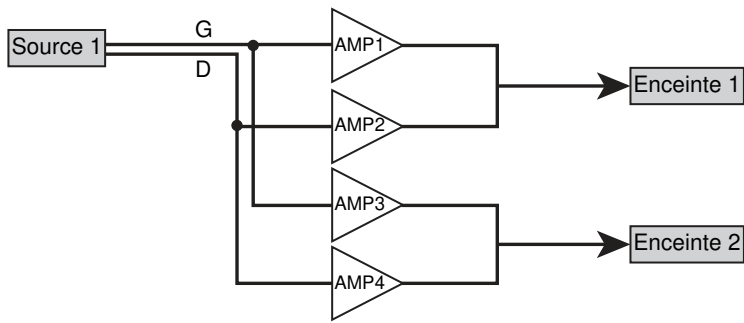 Source 1
G
D
AMP1
AMP2
AMP3
AMP4
Enceinte 1
Enceinte 2